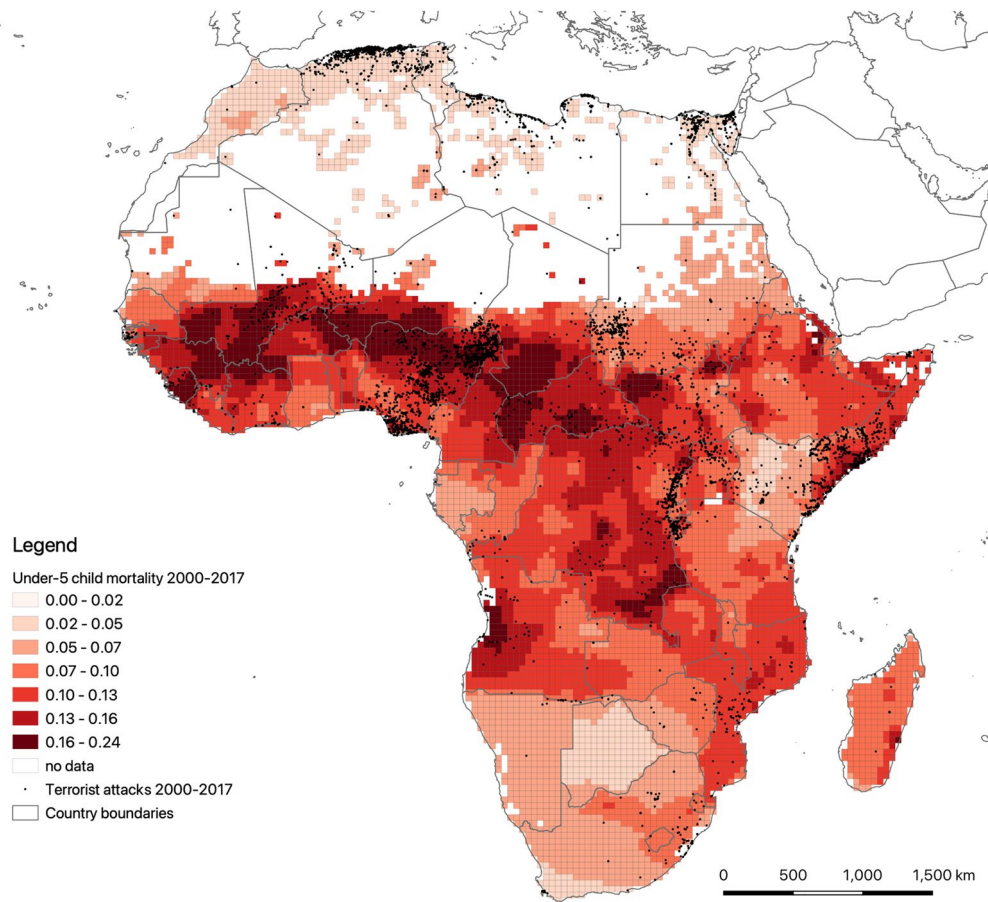 Legend
Under-5 child mortality 2000-2017
0.00 - 0.02
0.02 - 0.05
0.05 - 0.07
0.07 - 0.10
0.10 - 0.13
0.13 - 0.16
0.16 - 0.24
no data
Terrorist attacks 2000-2017
Country boundaries
0 500 1,000 1,500 km